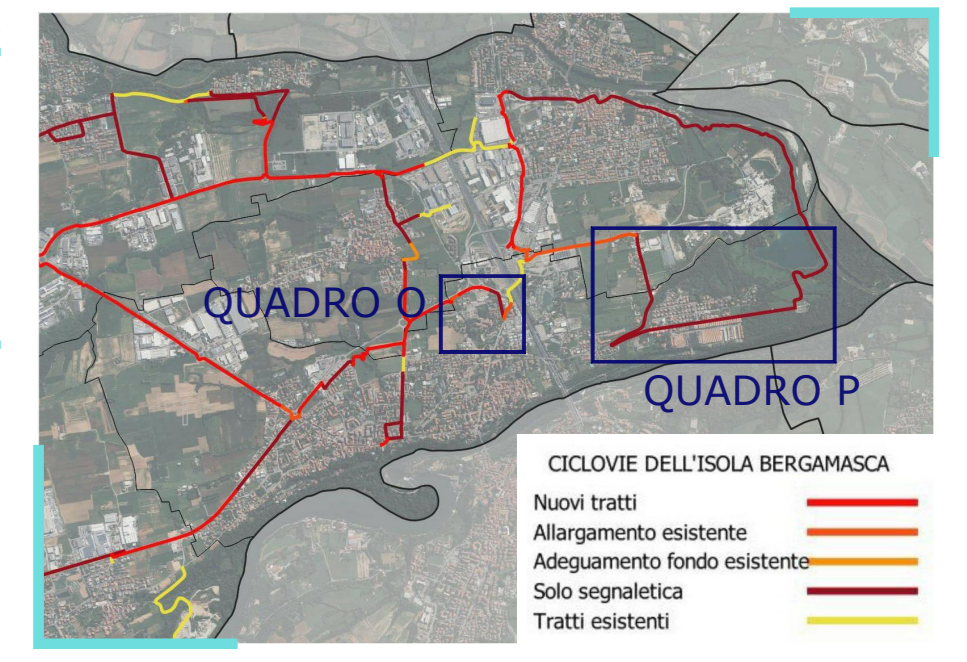 QUADRO O
QUADRO P
CICLOVIE DELL'ISOLA BERGAMASCA
Nuovi tratti
Allargamento esistente
Adeguamento fondo esistente
Solo segnaletica
Tratti esistenti